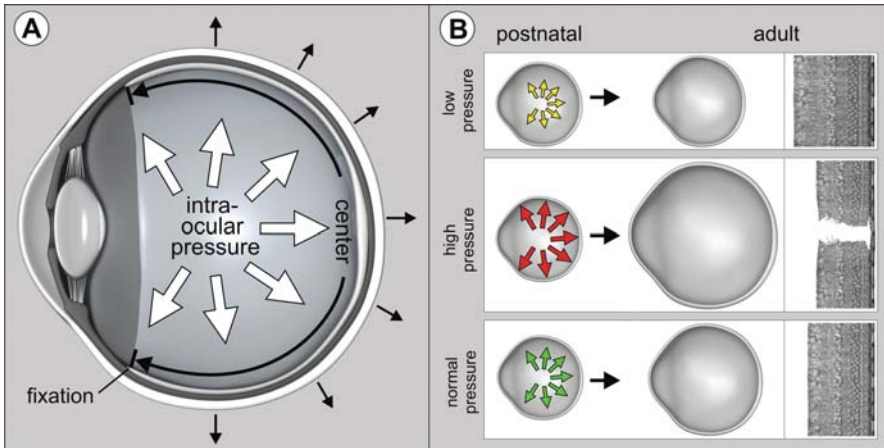 A
intra-
ocular
pressure
center
fixation
B
postnatal
adult
low
pressure
high
pressure
normal
pressure